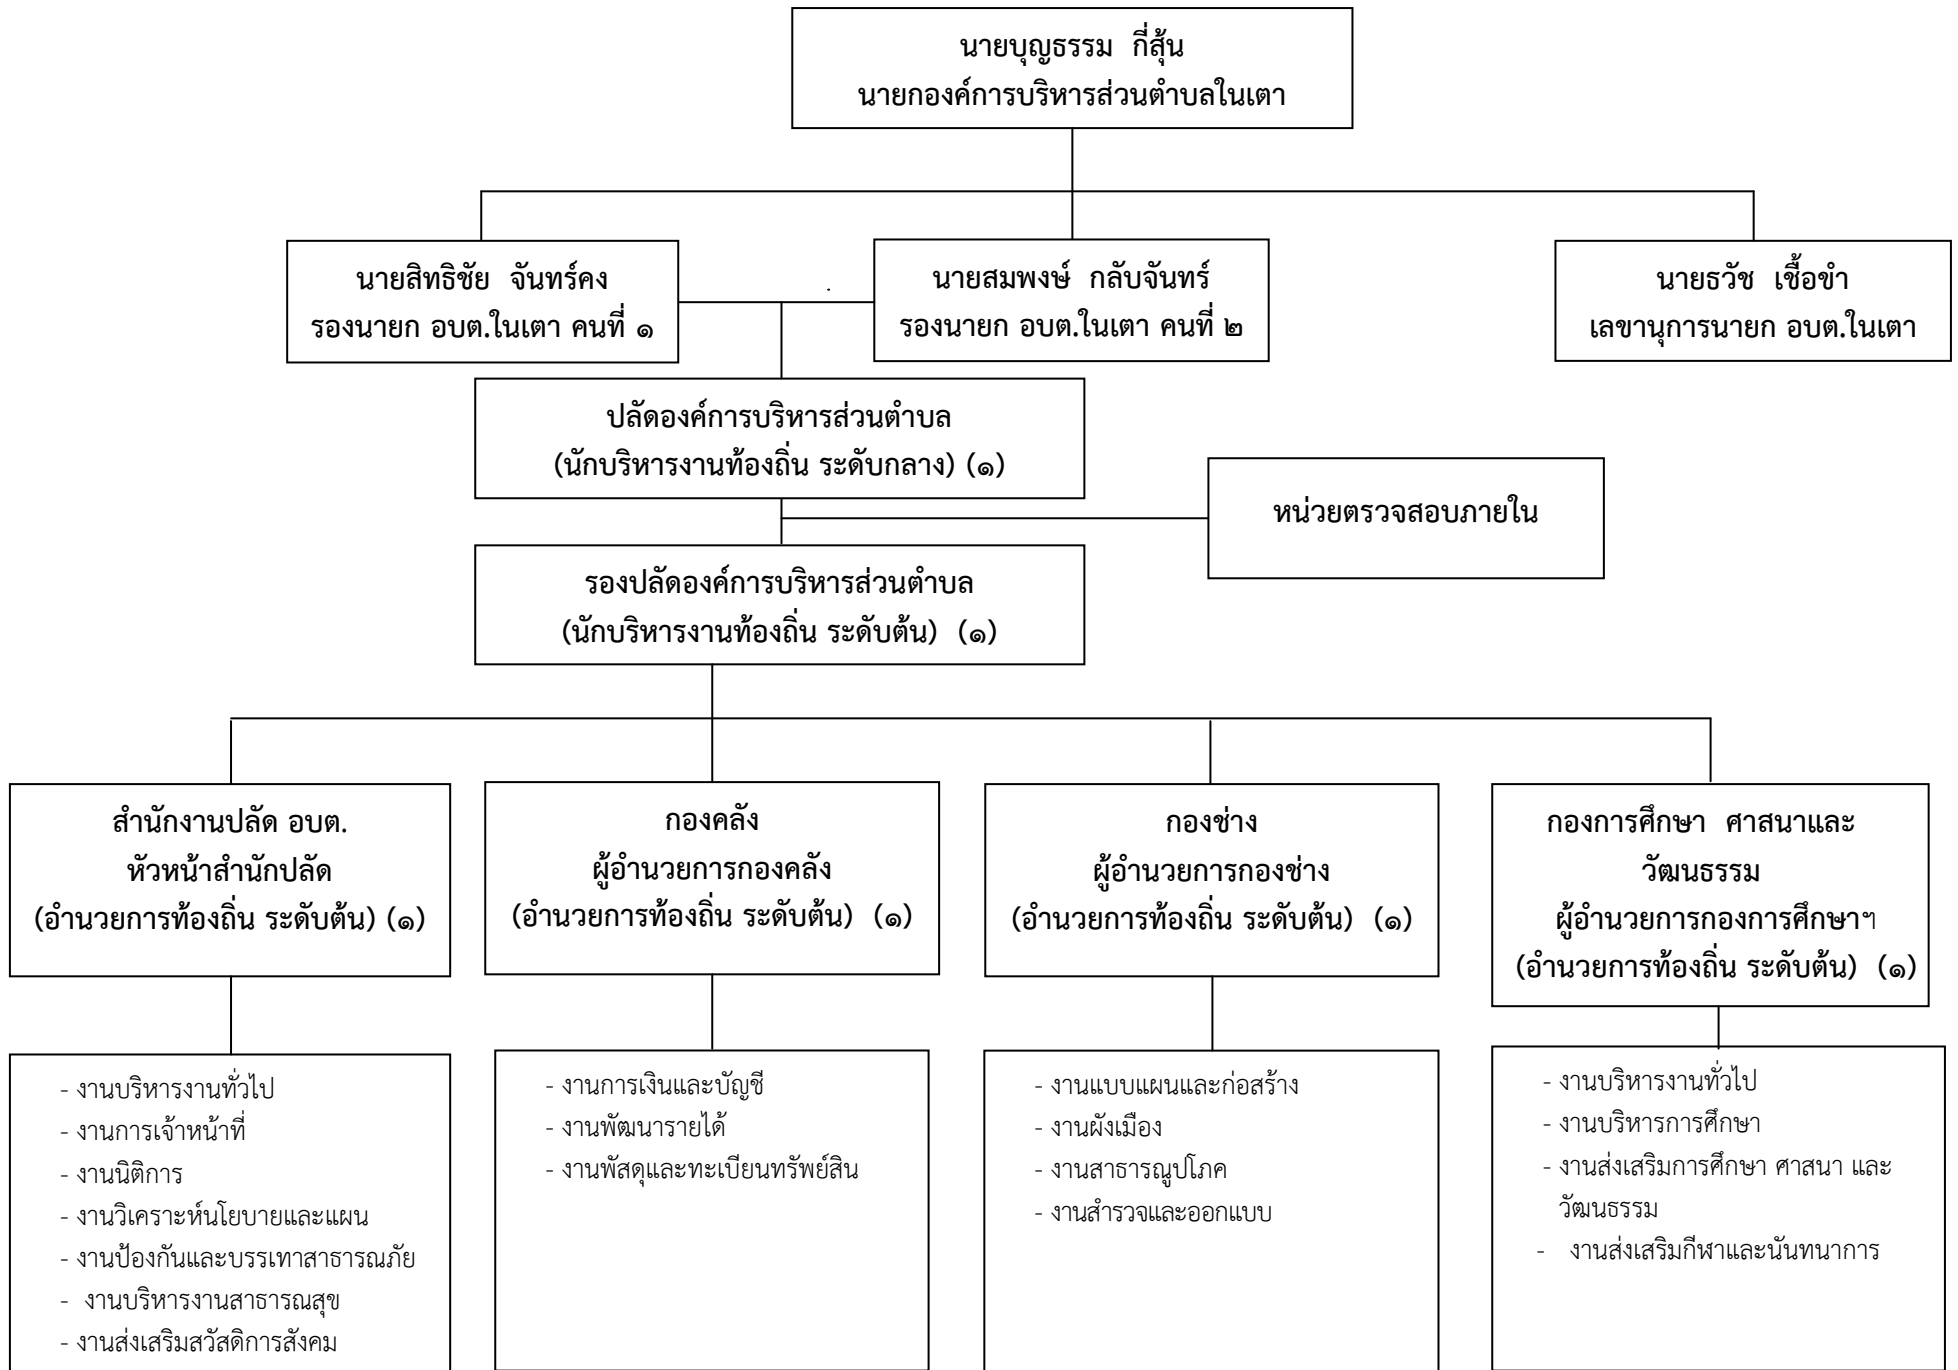 นายบุญธรรม  กี่สุ้น
นายกองค์การบริหารส่วนตำบลในเตา
นายสิทธิชัย  จันทร์คง
รองนายก อบต.ในเตา คนที่ ๑
นายสมพงษ์  กลับจันทร์
รองนายก อบต.ในเตา คนที่ ๒
นายธวัช  เชื้อขำ
เลขานุการนายก อบต.ในเตา
ปลัดองค์การบริหารส่วนตำบล
(นักบริหารงานท้องถิ่น ระดับกลาง) (๑)
หน่วยตรวจสอบภายใน
รองปลัดองค์การบริหารส่วนตำบล
(นักบริหารงานท้องถิ่น ระดับต้น)  (๑)
สำนักงานปลัด อบต.
หัวหน้าสำนักปลัด
(อำนวยการท้องถิ่น ระดับต้น) (๑)
กองคลัง
ผู้อำนวยการกองคลัง
(อำนวยการท้องถิ่น ระดับต้น)  (๑)
กองช่าง
ผู้อำนวยการกองช่าง
(อำนวยการท้องถิ่น ระดับต้น)  (๑)
กองการศึกษา  ศาสนาและ
วัฒนธรรม
ผู้อำนวยการกองการศึกษาฯ
(อำนวยการท้องถิ่น ระดับต้น)  (๑)
- งานบริหารงานทั่วไป
- งานการเจ้าหน้าที่
- งานนิติการ
- งานวิเคราะห์นโยบายและแผน
- งานป้องกันและบรรเทาสาธารณภัย
-  งานบริหารงานสาธารณสุข
- งานส่งเสริมสวัสดิการสังคม
- งานการเงินและบัญชี
- งานพัฒนารายได้
- งานพัสดุและทะเบียนทรัพย์สิน
- งานแบบแผนและก่อสร้าง
- งานผังเมือง
- งานสาธารณูปโภค
- งานสำรวจและออกแบบ
- งานบริหารงานทั่วไป
- งานบริหารการศึกษา
- งานส่งเสริมการศึกษา ศาสนา และ
วัฒนธรรม
-   งานส่งเสริมกีฬาและนันทนาการ